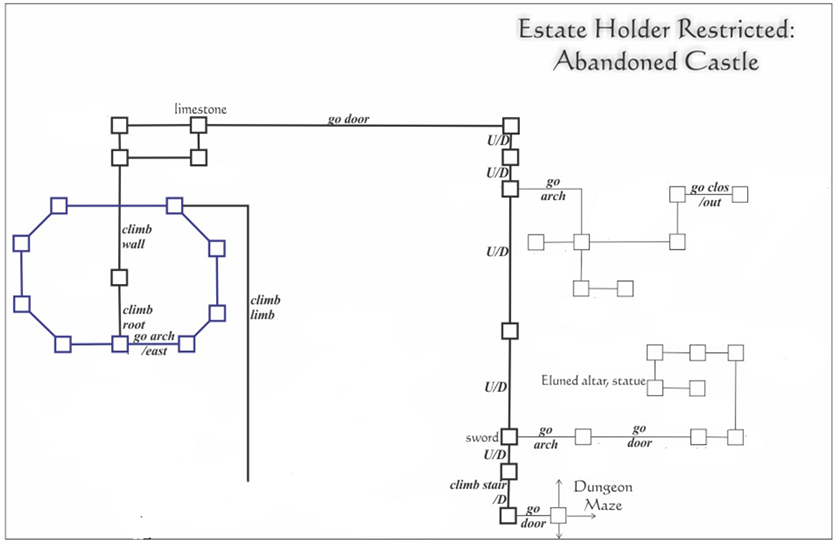 Estate Holder Restricted:
Abandoned Castle
limestone
go door
U/D
U/D
go
arch
go clos
/out
climb
wall
U/D
climb
root
go arch
/east
climb
limb
U/D
Eluned altar, statue
sword
go
arch
go
door
U/D
climb stair
/D
go
door
Dungeon
Maze